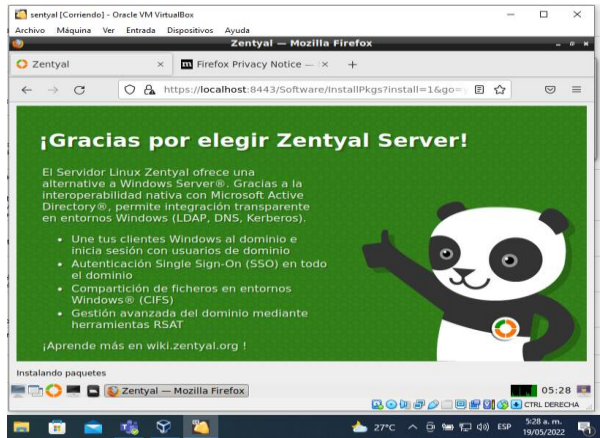 sentyal [Corriendo] - Oracle VM VirtualBox
Archivo Máquina Ver Entrada Dispositivos Ayuda
Zentyal — Mozilla Firefox
Zentyal
Firefox Privacy Notice —
https://localhost:8443/Software/InstallPkgs?install=1&go=
¡Gracias por elegir Zentyal Server!
El Servidor Linux Zentyal ofrece una
alternative a Windows Server®. Gracias a la
interoperabilidad nativa con Microsoft Active
Directory®, permite integración transparente
en entornos Windows (LDAP, DNS, Kerberos).
• Une tus clientes Windows al dominio e
inicia sesión con usuarios de dominio
• Autenticación Single Sign-On (SSO) en todo
el dominio
• Compartición de ficheros en entornos
Windows® (CIFS)
• Gestión avanzada del dominio mediante
herramientas RSAT
¡Aprende más en wiki.zentyal.org !
Instalando paquetes
Zentyal — Mozilla Firefox
05:28
CTRL DERECHA
27°C
ESP
5:28 a. m.
19/05/2022